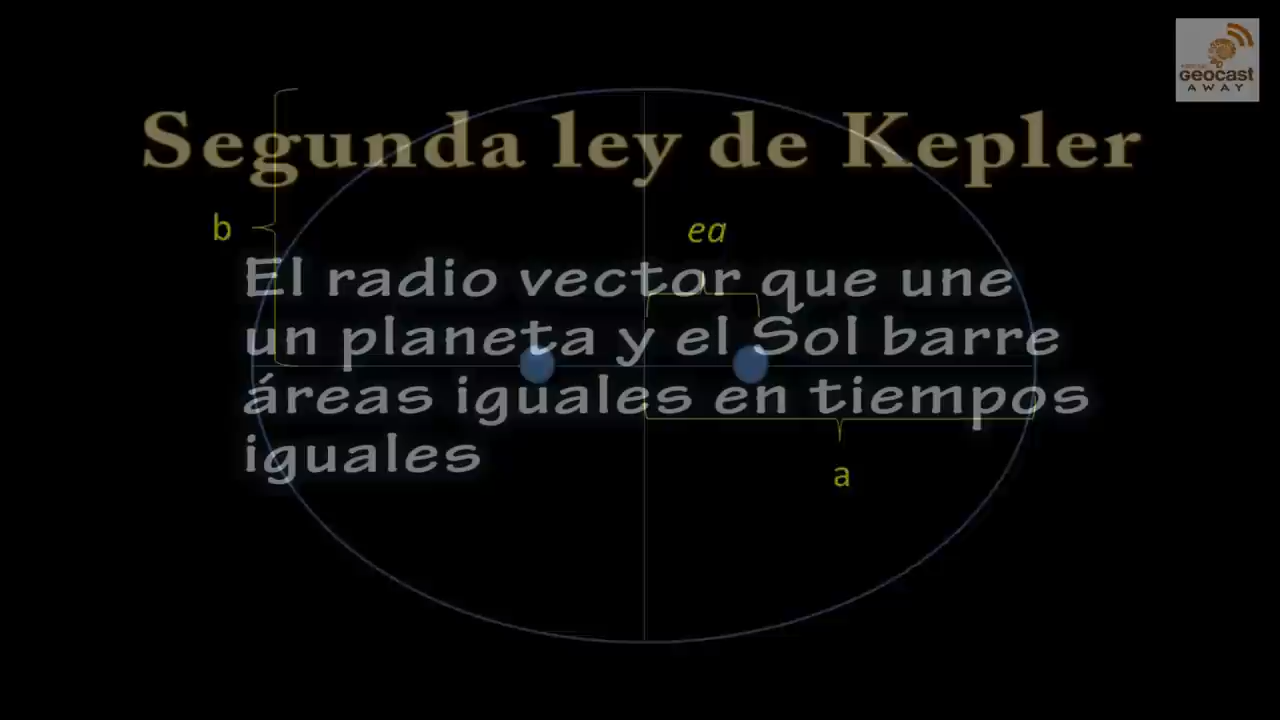 GEOCAST
AWAY
Segunda ley de Kepler
b
ea
El radio vector que une
un planeta y el Sol barre
áreas iguales en tiempos
iguales
a